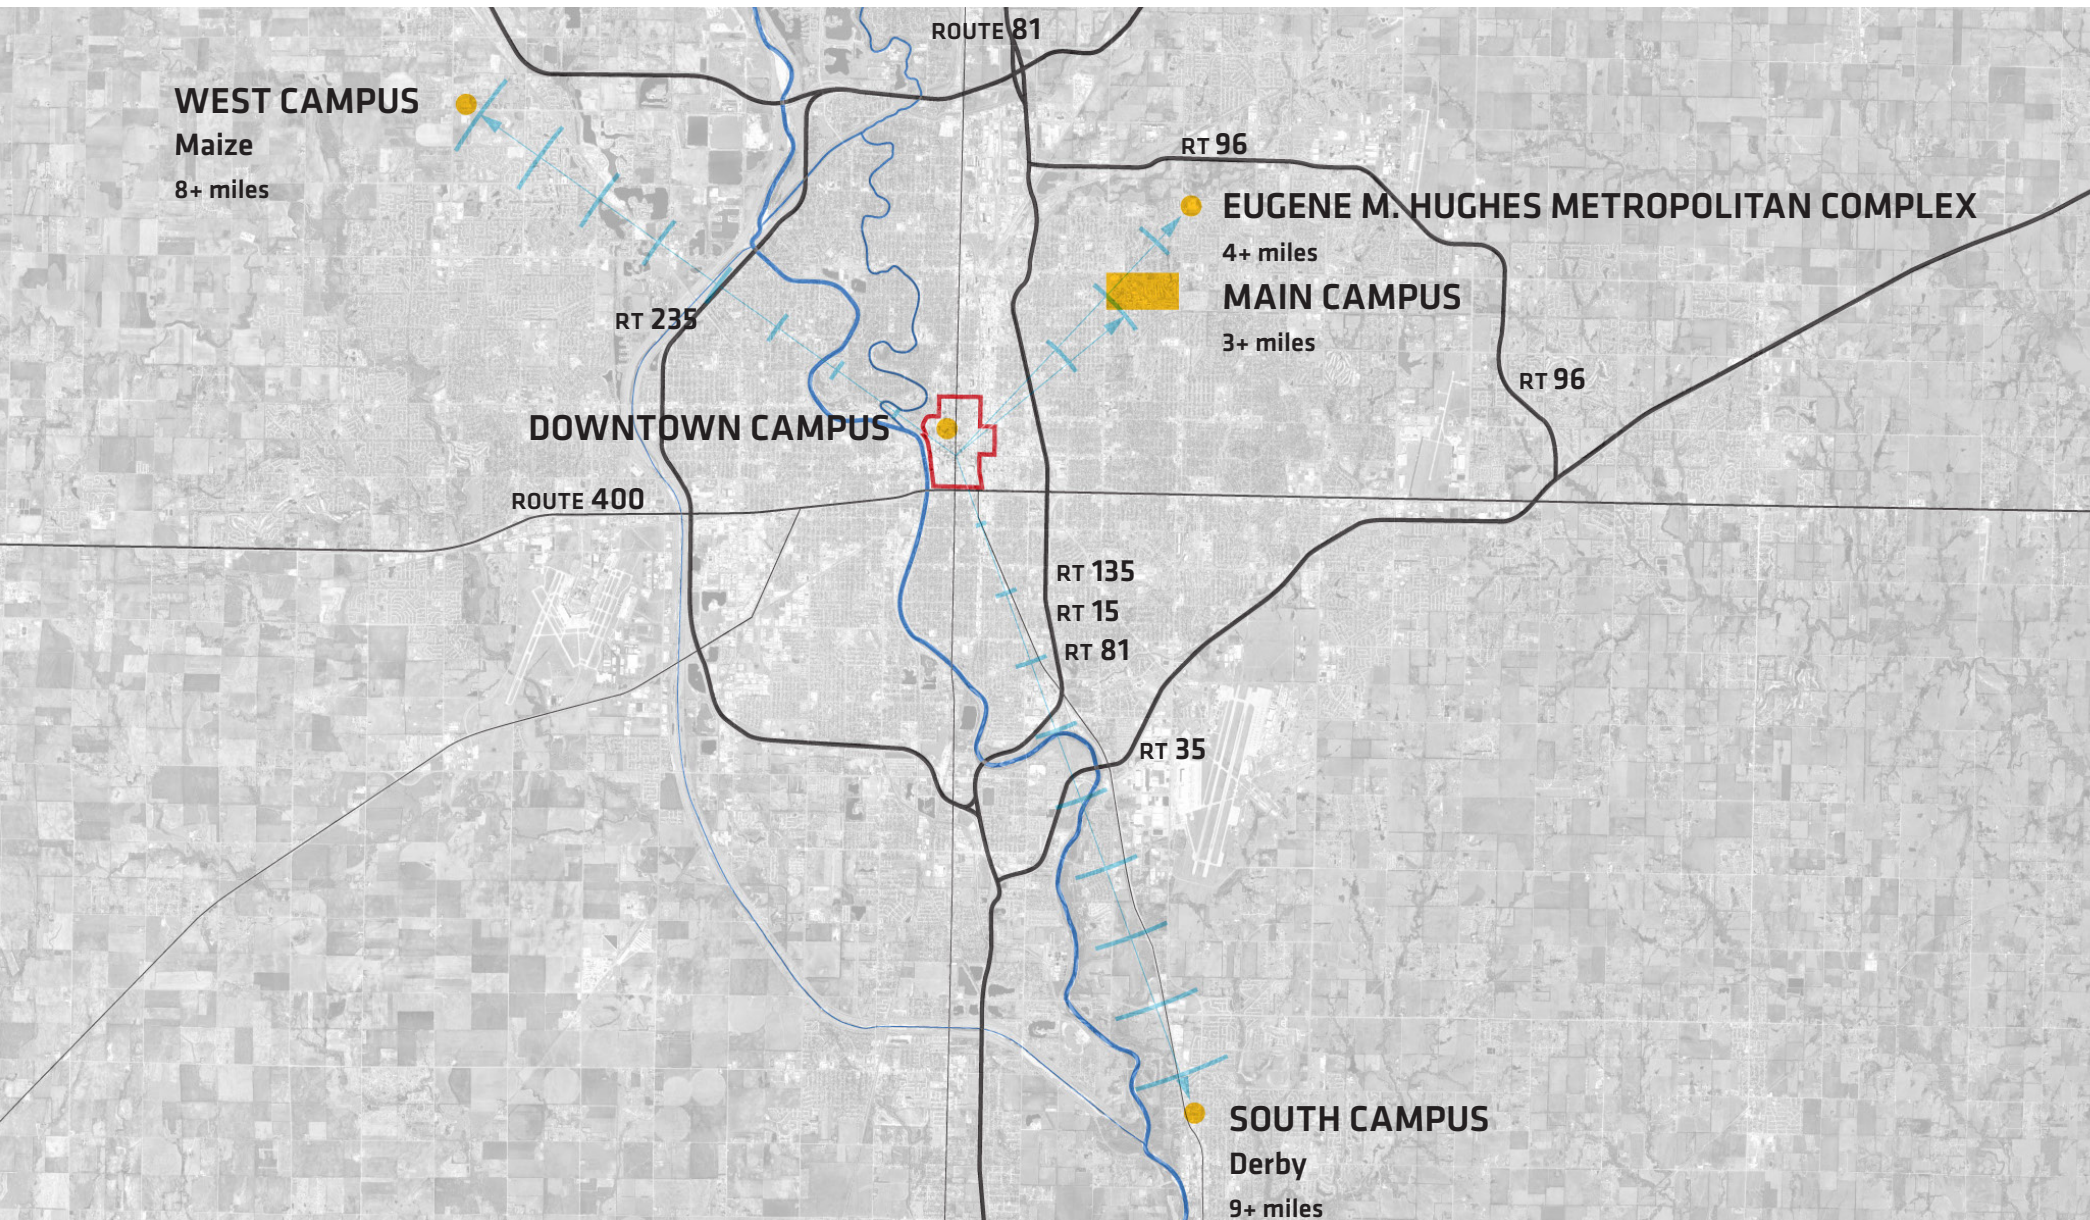 ROUTE 81
WEST CAMPUS
Maize
8+ miles
RT 96
EUGENE M. HUGHES METROPOLITAN COMPLEX
4+ miles
MAIN CAMPUS
3+ miles
RT 235
RT 96
DOWNTOWN CAMPUS
ROUTE 400
RT 135
RT 15
RT 81
RT 35
SOUTH CAMPUS
Derby
9+ miles